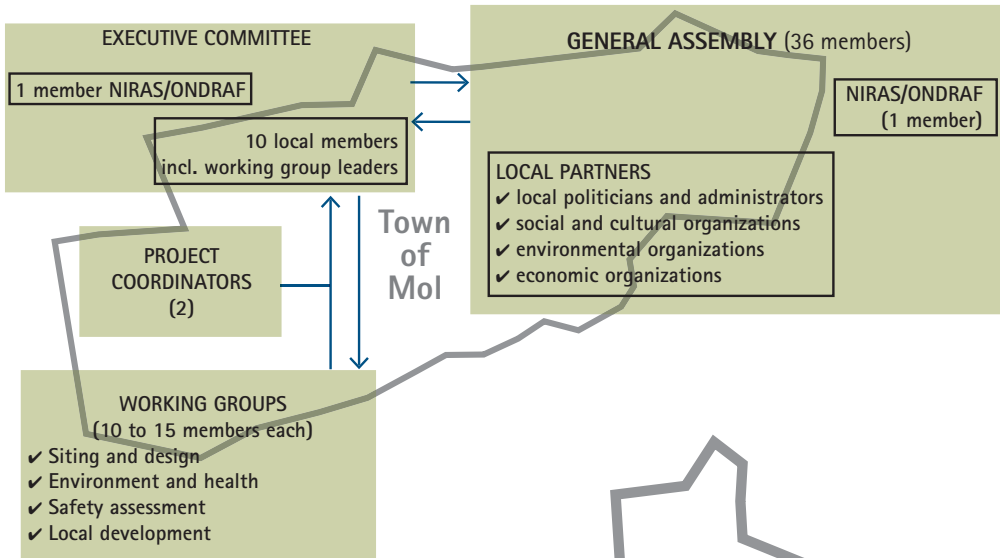 EXECUTIVE COMMITTEE
1 member NIRAS/ONDRAF
10 local members
incl. working group leaders
GENERAL ASSEMBLY (36 members)
NIRAS/ONDRAF
(1 member)
LOCAL PARTNERS
✔ local politicians and administrators
✔ social and cultural organizations
✔ environmental organizations
✔ economic organizations
Town
of
Mol
PROJECT
COORDINATORS
(2)
WORKING GROUPS
(10 to 15 members each)
✔ Siting and design
✔ Environment and health
✔ Safety assessment
✔ Local development